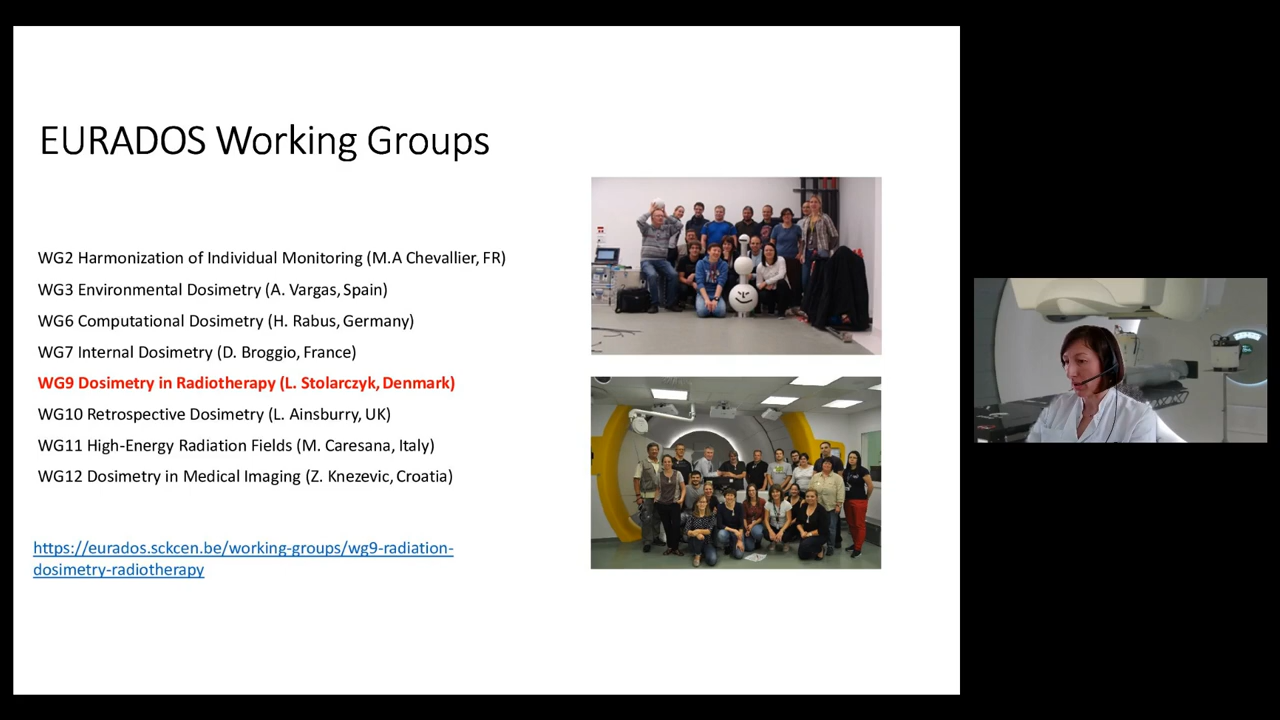 EURADOS Working Groups
WG2 Harmonization of Individual Monitoring (M.A Chevallier, FR)
WG3 Environmental Dosimetry (A. Vargas, Spain)
WG6 Computational Dosimetry (H. Rabus, Germany)
WG7 Internal Dosimetry (D. Broggio, France)
WG9 Dosimetry in Radiotherapy (L. Stolarczyk, Denmark)
WG10 Retrospective Dosimetry (L. Ainsburry, UK)
WG11 High-Energy Radiation Fields (M. Caresana, Italy)
WG12 Dosimetry in Medical Imaging (Z. Knezevic, Croatia)
https://eurados.sckcen.be/working-groups/wg9-radiation-
dosimetry-radiotherapy